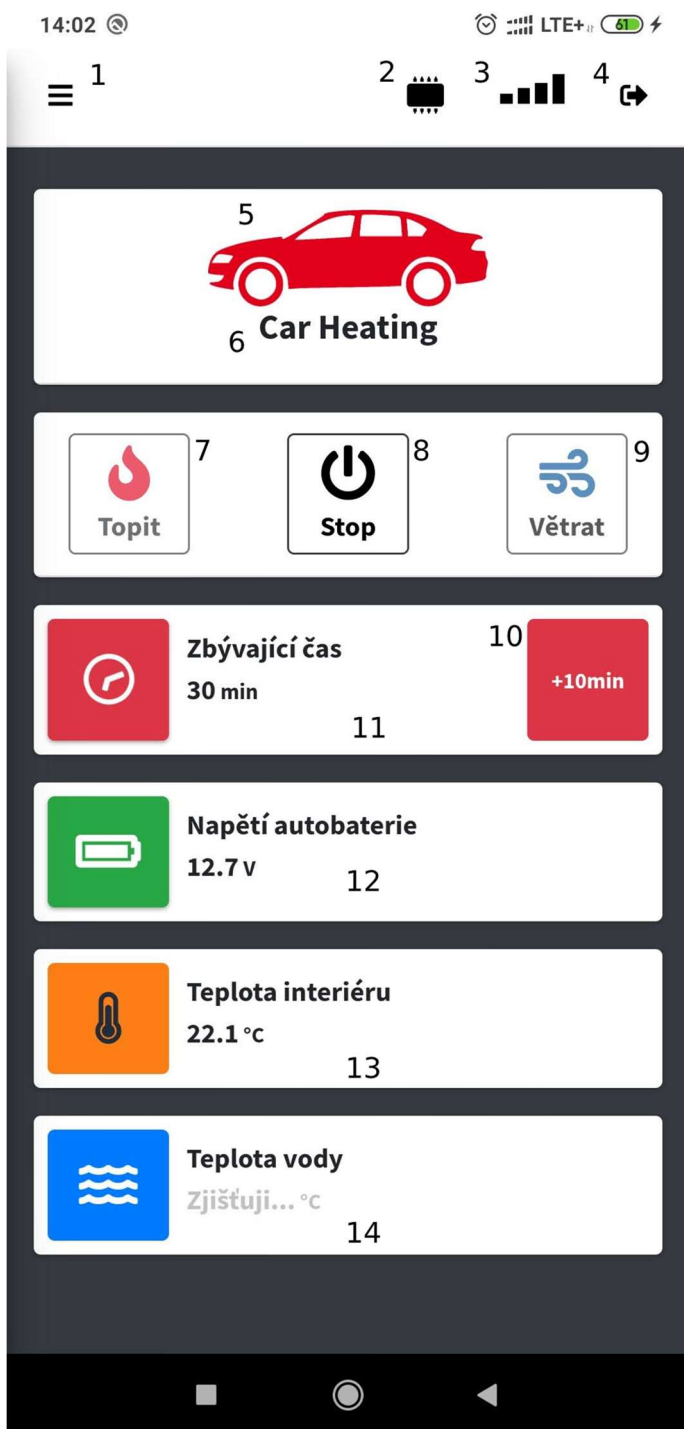 14:02 LTE+ 61
1 2 3 4
5
6 Car Heating
7 8 9
Topit Stop Větrat
10
Zbývající čas
30 min
+10min
11
Napětí autobaterie
12.7 V
12
Teplota interiéru
22.1 °C
13
Teplota vody
Zjišťuji... °C
14